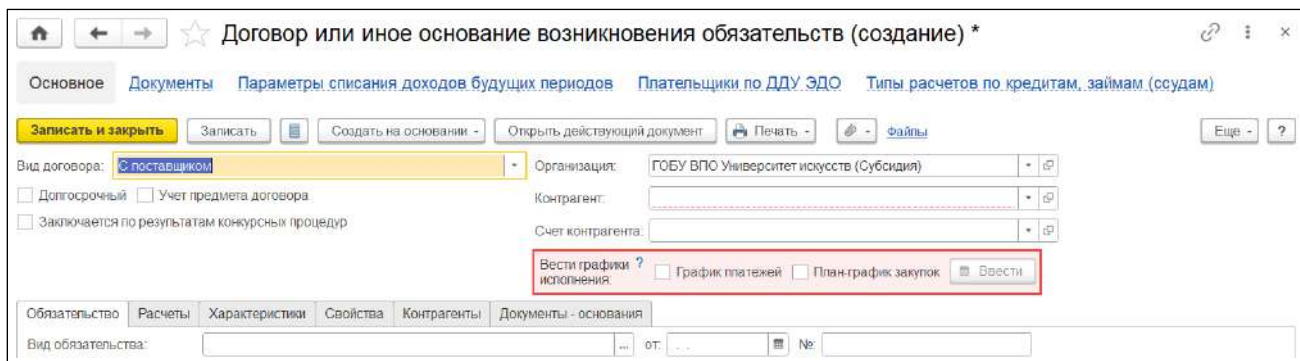 Договор или иное основание возникновения обязательств (создание) *
Основное Документы Параметры списания доходов будущих периодов Плательщики по ДДУ ЭДО Типы расчетов по кредитам, займам (ссудам)
Записать и закрыть Записать Создать на основании - Открыть действующий документ Печать - Файлы Еще - ?
Вид договора: С поставщиком Организация: ГОБУ ВПО Университет искусств (Субсидия)
Долгосрочный Учет предмета договора Контрагент:
Заключается по результатам конкурсных процедур
Счет контрагента:
Вести графики ? График платежей План-график закупок Ввести
исполнения:
Обязательство Расчеты Характеристики Свойства Контрагенты Документы - основания
Вид обязательства: ... от: . . №: